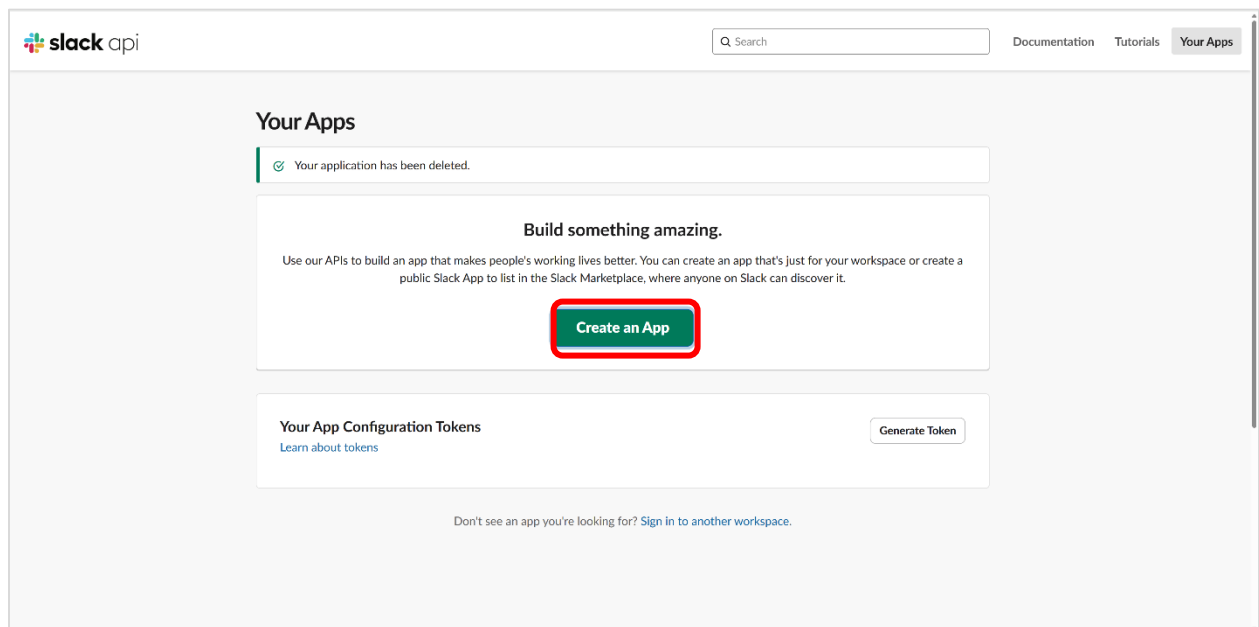 slack api
Search
Documentation
Tutorials
Your Apps
Your Apps
Your application has been deleted.
Build something amazing.
Use our APIs to build an app that makes people's working lives better. You can create an app that's just for your workspace or create a
public Slack App to list in the Slack Marketplace, where anyone on Slack can discover it.
Create an App
Your App Configuration Tokens
Generate Token
Learn about tokens
Don't see an app you're looking for? Sign in to another workspace.